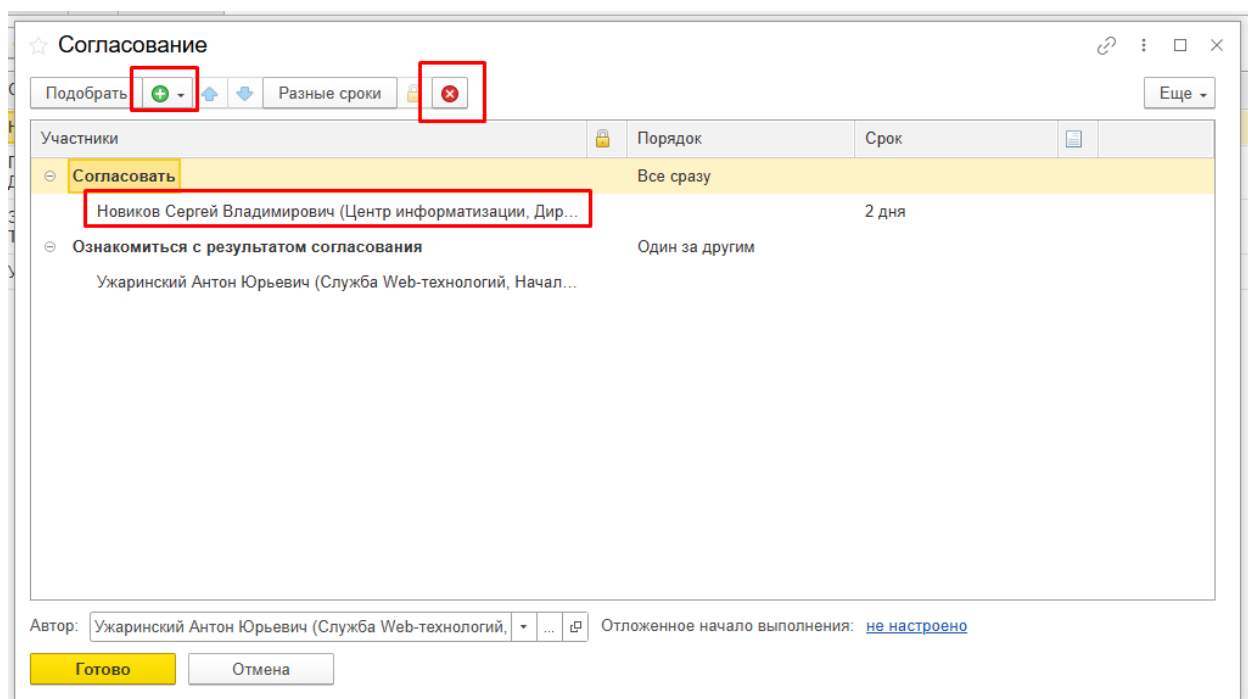 Согласование
Подобрать Разные сроки Еще
Участники Порядок Срок
Согласовать Все сразу
Новиков Сергей Владимирович (Центр информатизации, Дир... 2 дня
Ознакомиться с результатом согласования Один за другим
Ужаринский Антон Юрьевич (Служба Web-технологий, Начал...
Автор: Ужаринский Антон Юрьевич (Служба Web-технологий, ... Отложенное начало выполнения: не настроено
Готово Отмена